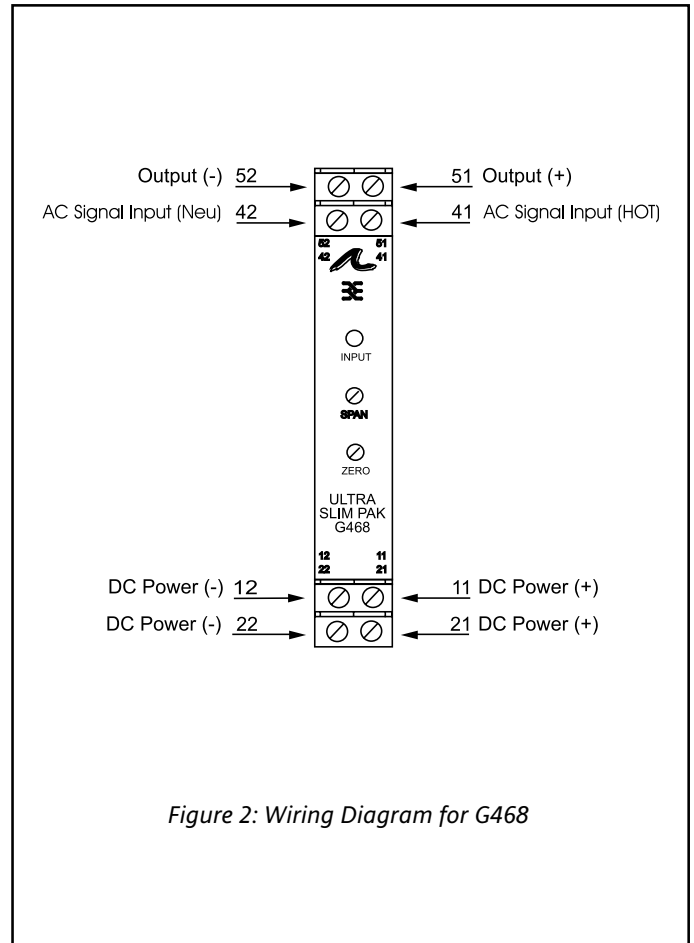 Output (-) 52 51 Output (+)
AC Signal Input (Neu) 42 41 AC Signal Input (HOT)
52 51
42 41
INPUT
SPAN
ZERO
ULTRA
SLIM PAK
G468
12 11
22 21
DC Power (-) 12 11 DC Power (+)
DC Power (-) 22 21 DC Power (+)
Figure 2: Wiring Diagram for G468